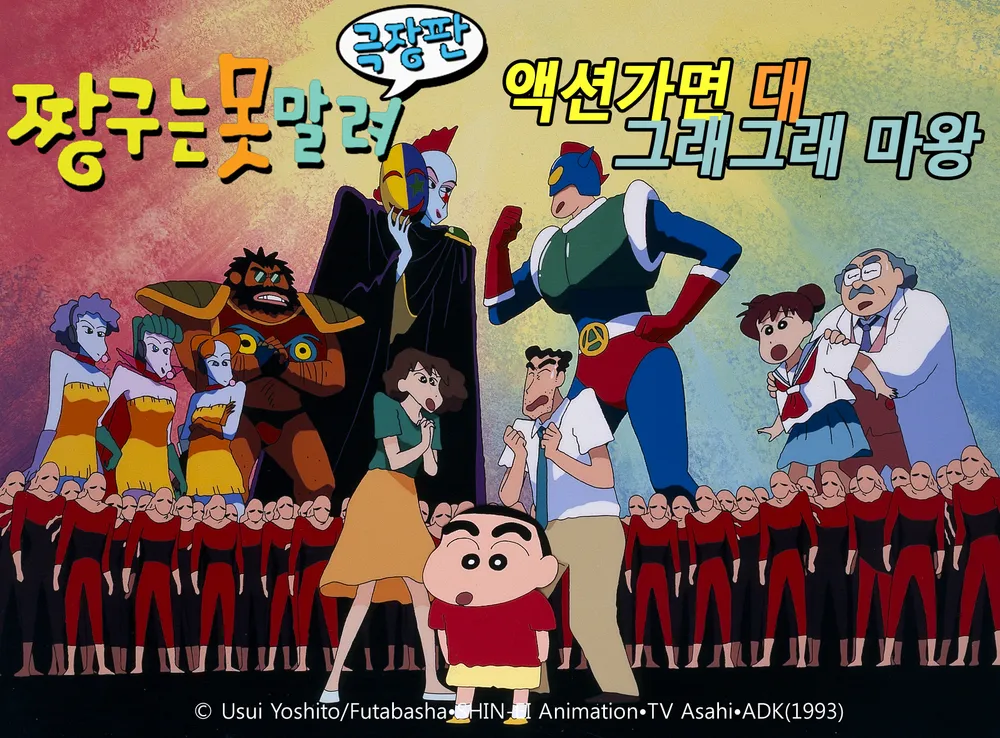 극장판
짱구는 못말려
액션가면 대
그래그래 마왕
© Usui Yoshito/Futabasha•SHIN-EI Animation•TV Asahi•ADK(1993)